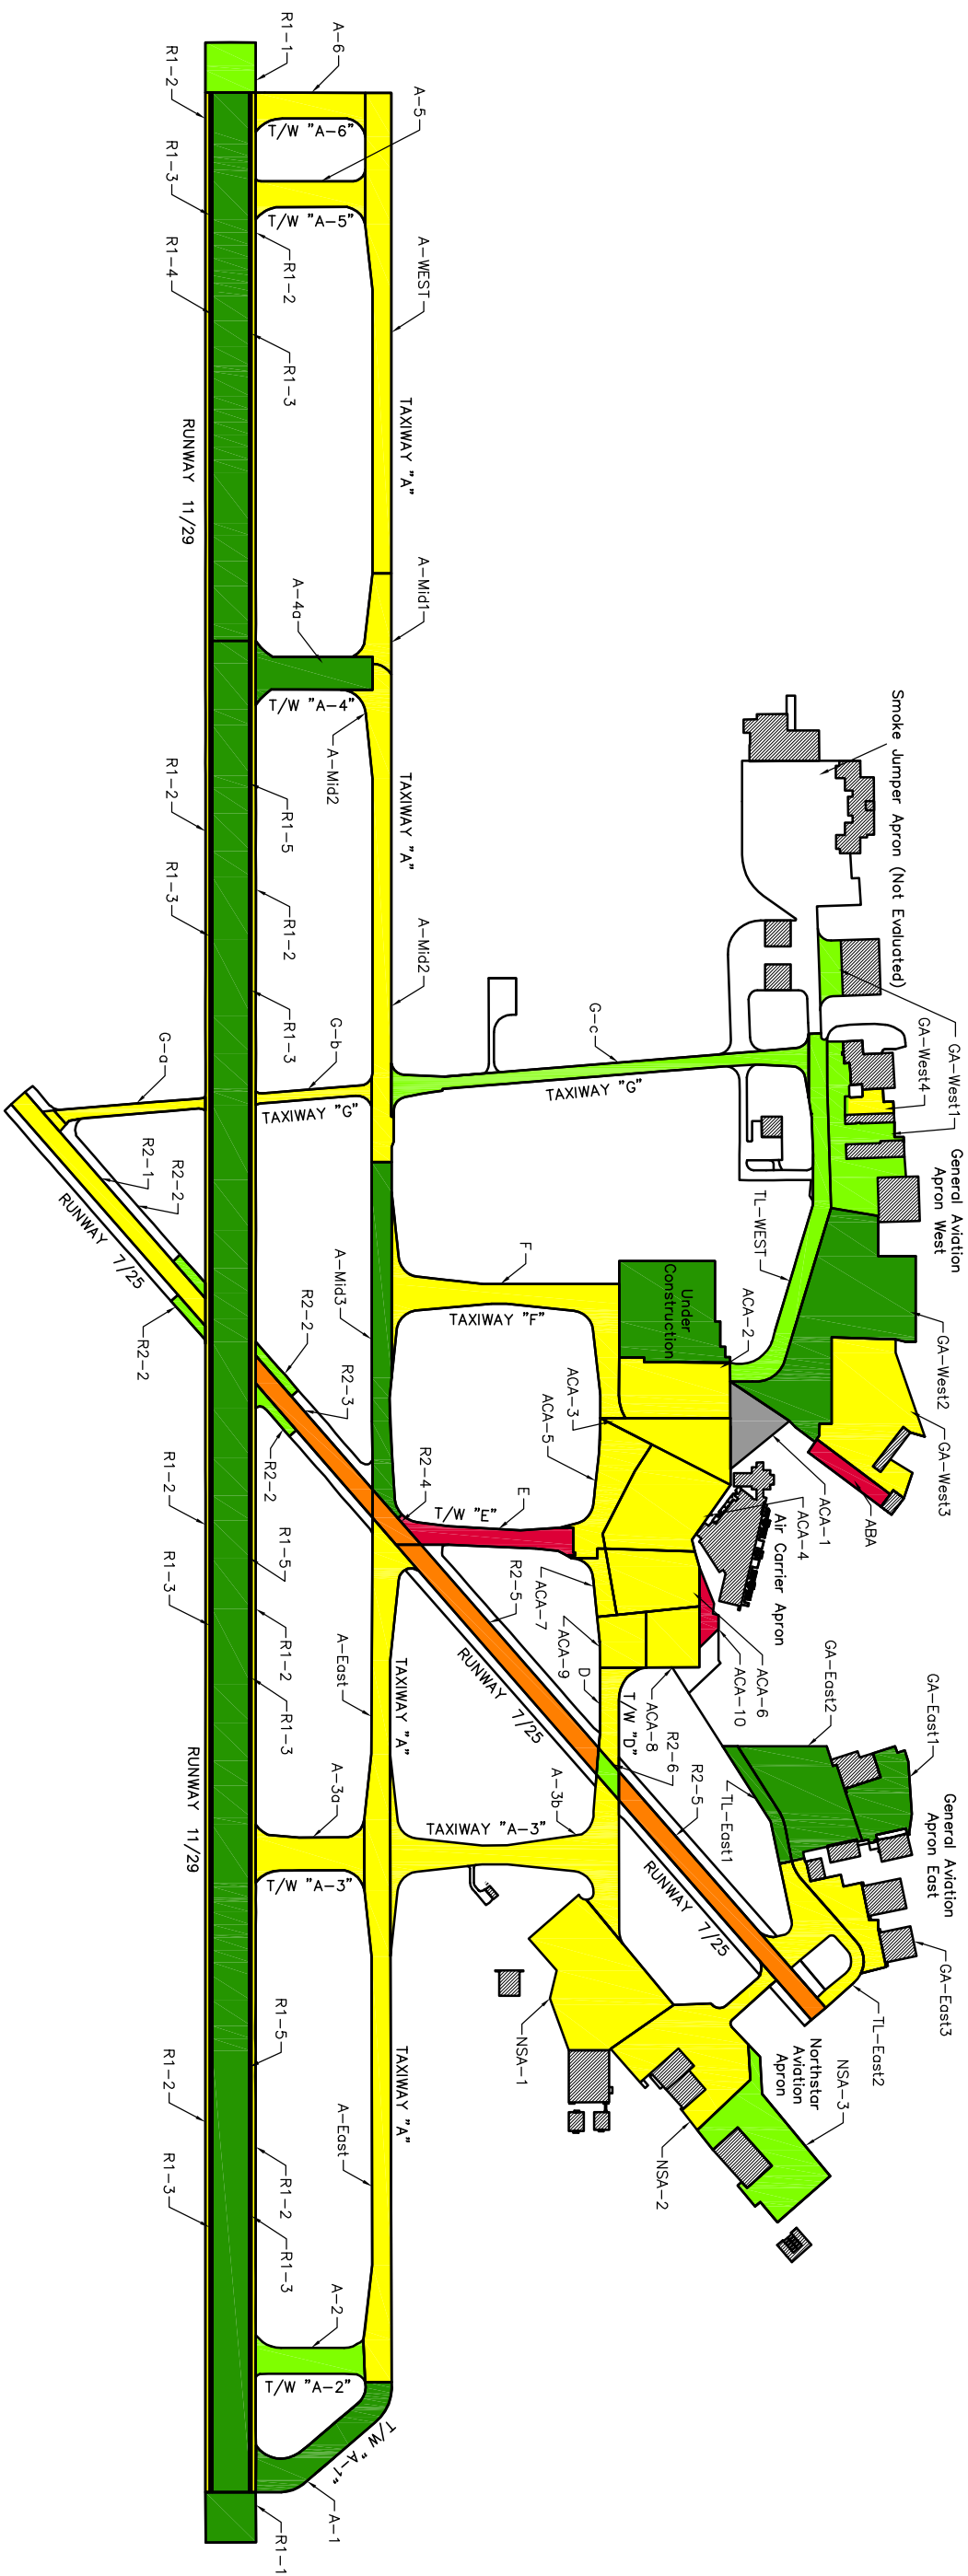 R1-1
A-6
R1-2
A-5
T/W "A-6"
R1-3
T/W "A-5"
R1-4
R1-2
A-WEST
R1-3
TAXIWAY "A"
RUNWAY 11/29
A-Mid1
A-4a
T/W "A-4"
A-Mid2
Smoke Jumper Apron (Not Evaluated)
R1-2
R1-5
TAXIWAY "A"
R1-3
R1-2
A-Mid2
R1-3
G-a
G-b
G-c
TAXIWAY "G"
TAXIWAY "G"
GA-West1
GA-West4
GA-West1
General Aviation
Apron West
R2-1
R2-2
RUNWAY 7/25
R2-2
TL-WEST
A-Mid3
R2-2
R2-3
F
TAXIWAY "F"
Under
Construction
ACA-2
GA-West2
GA-West3
ACA-3
ACA-5
R2-2
R2-4
T/W "E"
E
ACA-1
ACA-4
ABA
Air Carrier Apron
R1-2
R1-5
R1-3
R2-5
ACA-7
ACA-9
ACA-6
ACA-10
ACA-8
R1-2
A-East
R1-3
TAXIWAY "A"
RUNWAY 7/25
D
T/W "D"
R2-6
R2-5
GA-East2
GA-East1
RUNWAY 11/29
A-3a
T/W "A-3"
TAXIWAY "A-3"
A-3b
TL-East1
General Aviation
Apron East
RUNWAY 7/25
GA-East3
TL-East2
R1-5
R1-2
R1-3
TAXIWAY "A"
A-East
NSA-1
Northstar
Aviation
Apron
NSA-3
NSA-2
R1-2
R1-3
A-2
T/W "A-2"
T/W "A-1"
A-1
R1-1